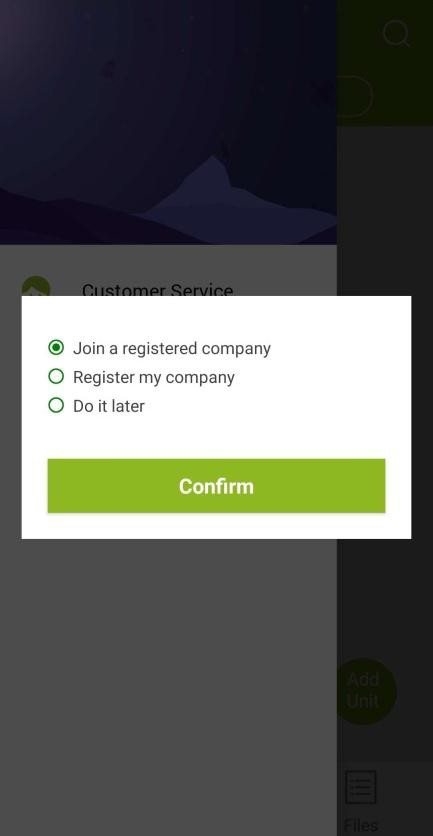 Customer Service
Join a registered company
Register my company
Do it later
Confirm
Add
Unit
Files